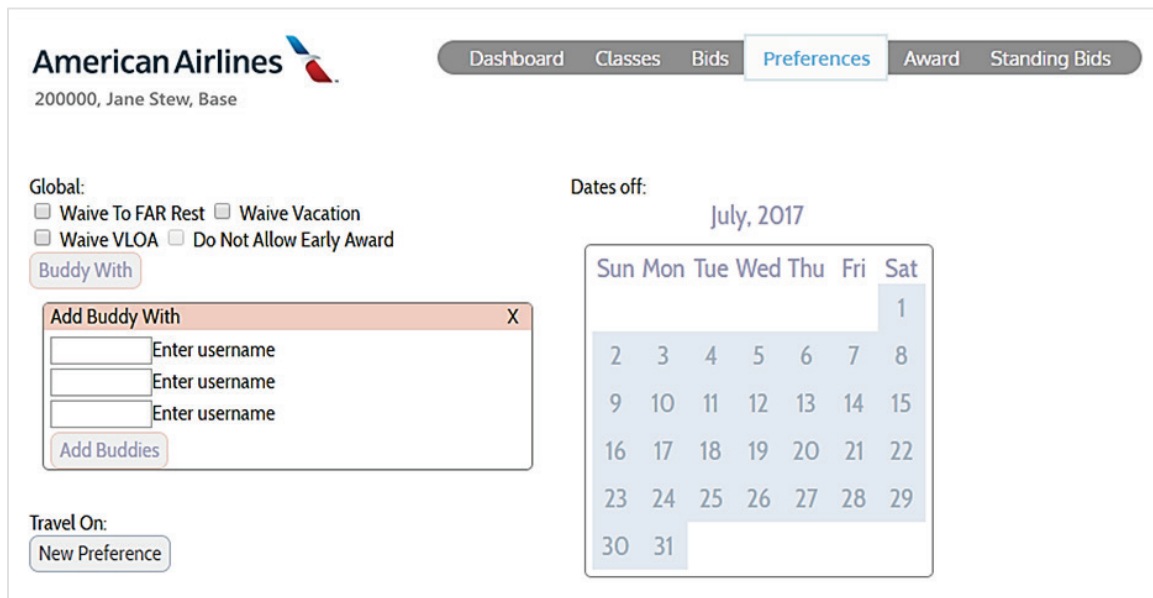 American Airlines
200000, Jane Stew, Base
Dashboard Classes Bids Preferences Award Standing Bids
Global:
Waive To FAR Rest Waive Vacation
Waive VLOA Do Not Allow Early Award
Buddy With
Add Buddy With X
Enter username
Enter username
Enter username
Add Buddies
Travel On:
New Preference
Dates off:
July, 2017
Sun Mon Tue Wed Thu Fri Sat
1
2 3 4 5 6 7 8
9 10 11 12 13 14 15
16 17 18 19 20 21 22
23 24 25 26 27 28 29
30 31